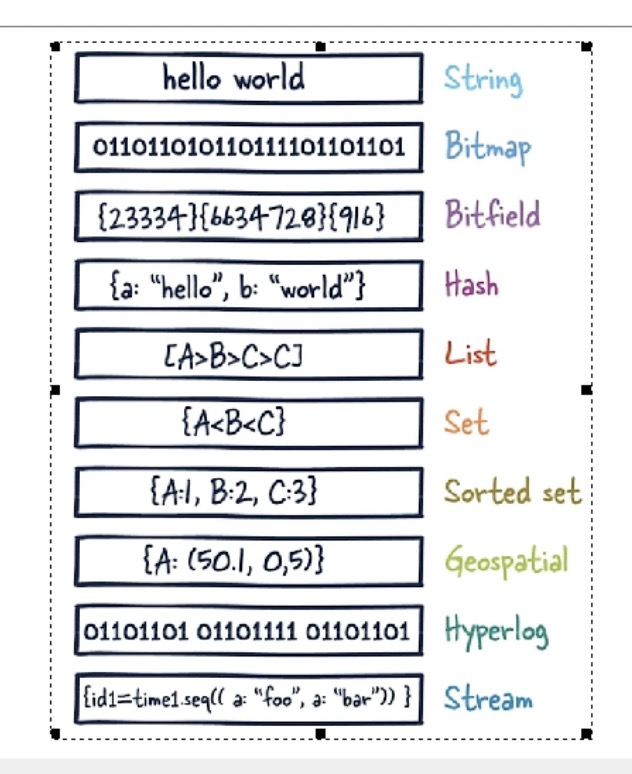 hello world String
011011010110111101101101 Bitmap
{23334}{6634728}{916} Bitfield
{a: “hello”, b: “world”} Hash
[A>B>C>C] List
{A<B<C} Set
{A:1, B:2, C:3} Sorted set
{A: (50.1, 0,5)} Geospatial
01101101 01101111 01101101 Hyperlog
{id1=time1.seq(( a: “foo”, a: “bar”)) } Stream